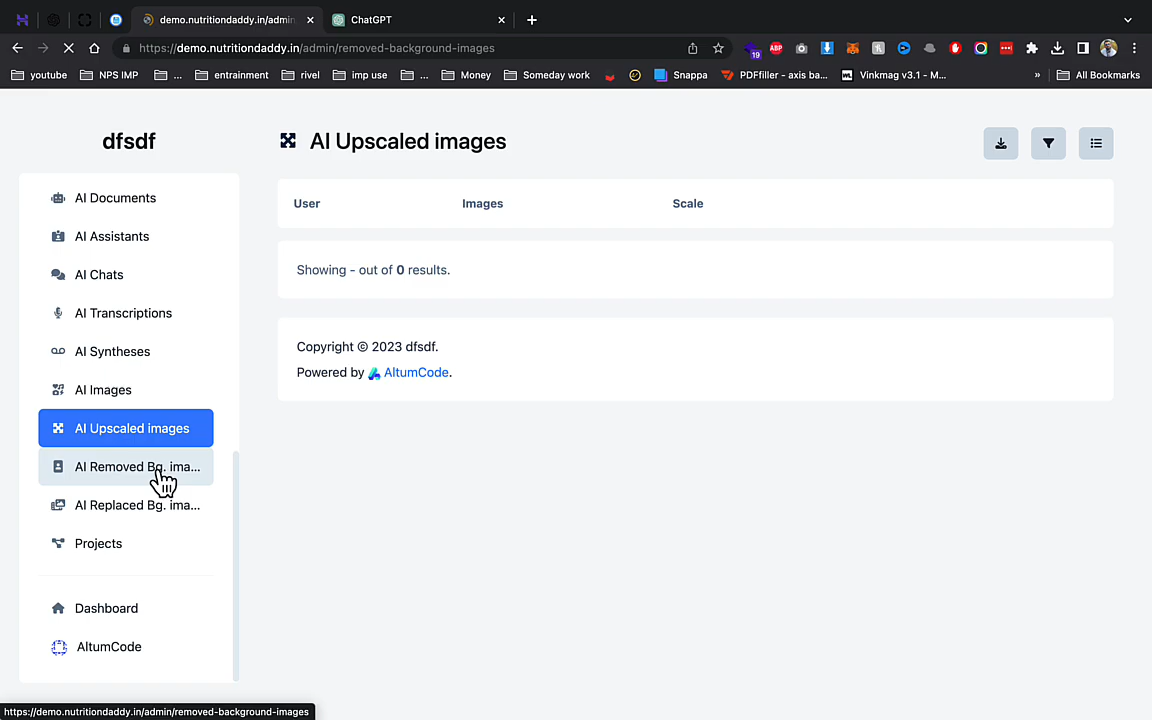 demo.nutritiondaddy.in/admin
ChatGPT
https://demo.nutritiondaddy.in/admin/removed-background-images
19
ABP
youtube
NPS IMP
...
entrainment
rivel
imp use
...
Money
Someday work
Snappa
PDFfiller - axis ba...
Vinkmag v3.1 - M...
»
All Bookmarks
dfsdf
AI Upscaled images
AI Documents
AI Assistants
AI Chats
AI Transcriptions
AI Syntheses
AI Images
AI Upscaled images
AI Removed Bg. ima...
AI Replaced Bg. ima...
Projects
Dashboard
AltumCode
User Images Scale
Showing - out of 0 results.
Copyright © 2023 dfsdf.
Powered by AltumCode.
https://demo.nutritiondaddy.in/admin/removed-background-images